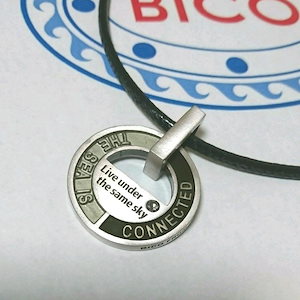 BICO
THE SEA IS
CONNECTED
Live under
the same sky